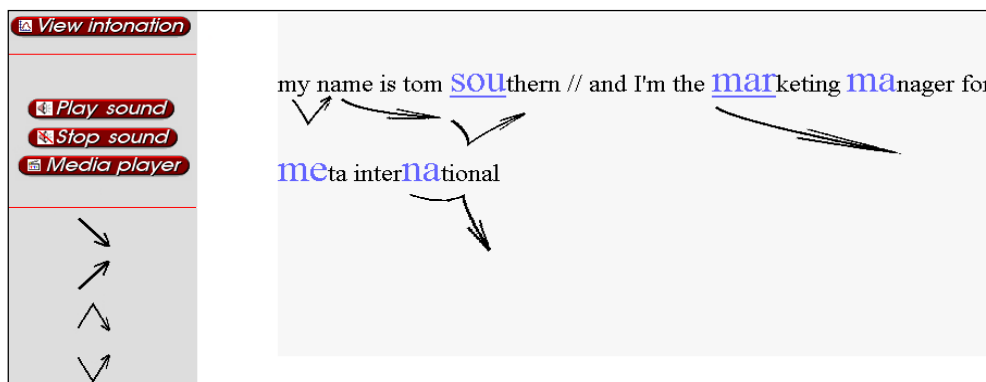 View intonation
Play sound
Stop sound
Media player
my name is tom southern // and I'm the marketing manager for
meta international